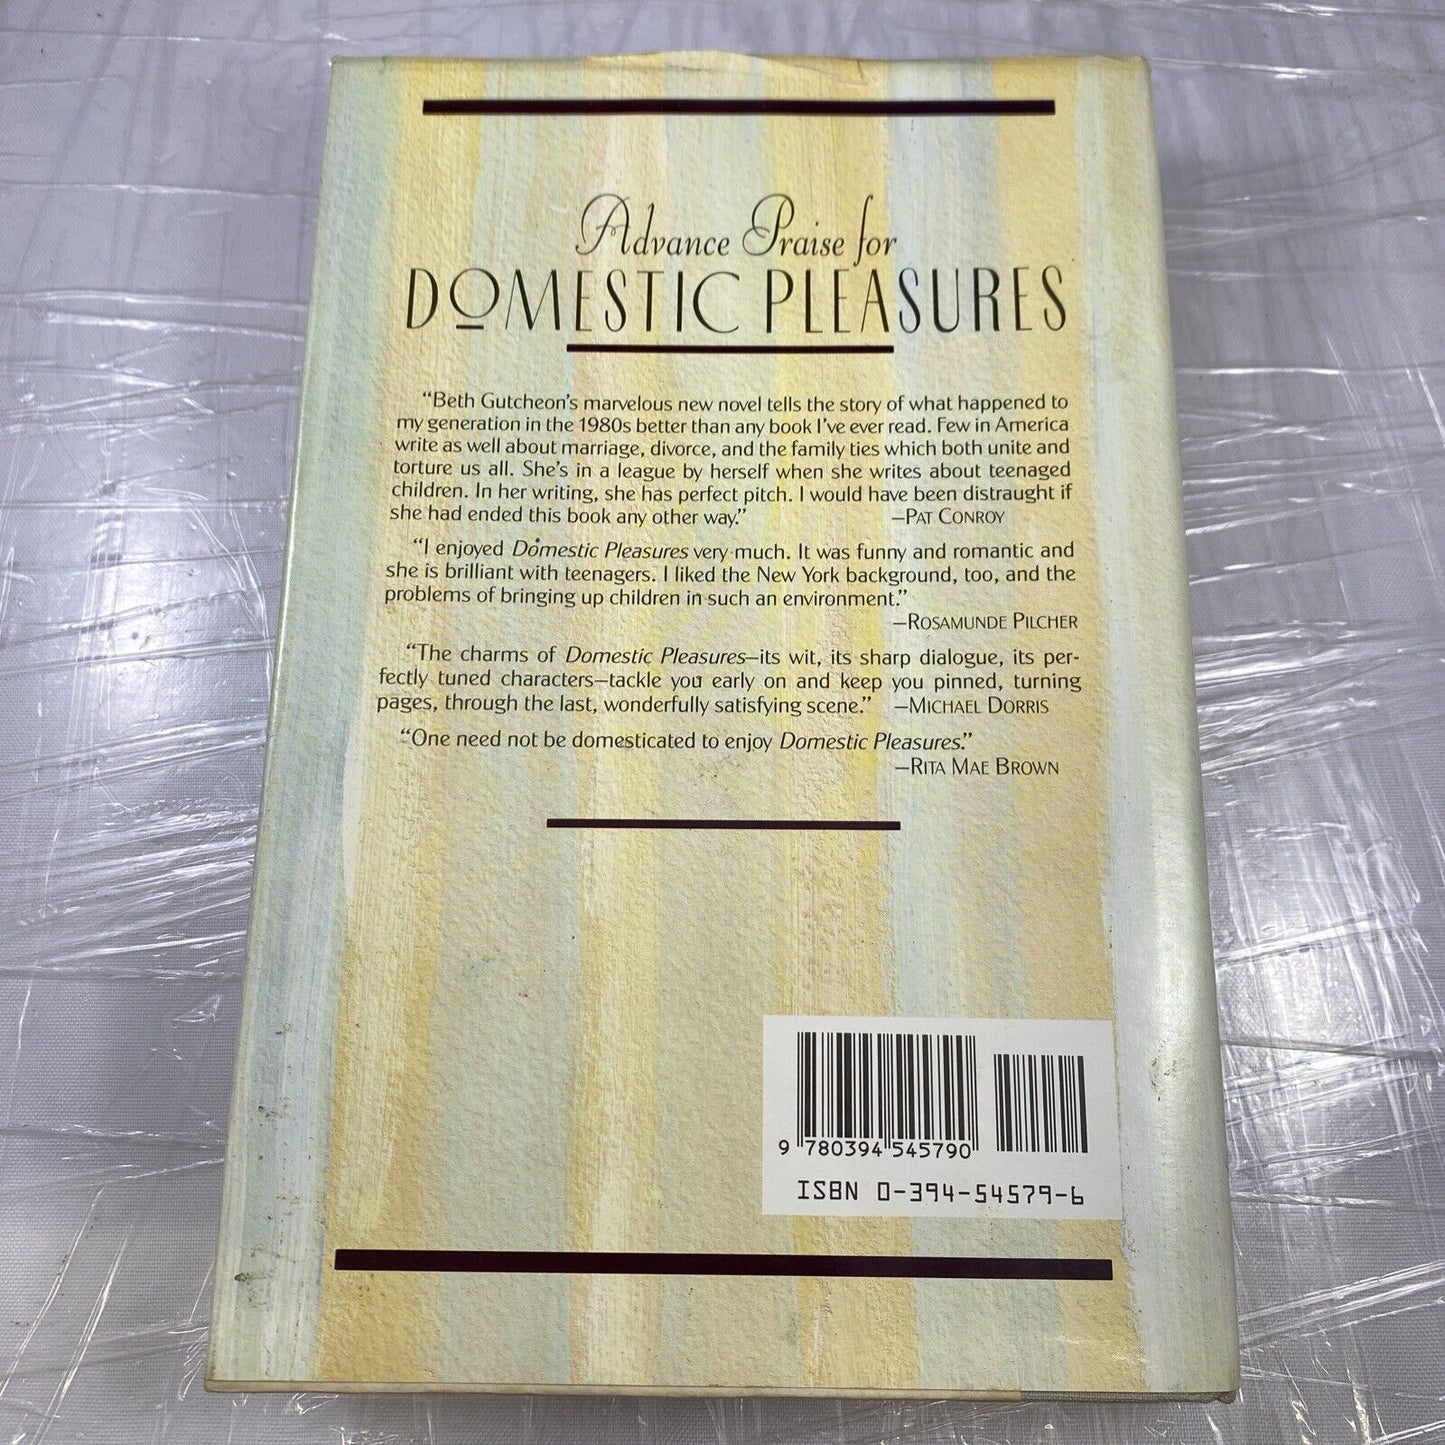 Advance Praise for
DOMESTIC PLEASURES
“Beth Gutcheon's marvelous new novel tells the story of what happened to
my generation in the 1980s better than any book I've ever read. Few in America
write as well about marriage, divorce, and the family ties which both unite and
torture us all. She's in a league by herself when she writes about teenaged
children. In her writing, she has perfect pitch. I would have been distraught if
she had ended this book any other way.” —PAT CONROY
“I enjoyed Domestic Pleasures very much. It was funny and romantic and
she is brilliant with teenagers. I liked the New York background, too, and the
problems of bringing up children in such an environment.”
—ROSAMUNDE PILCHER
“The charms of Domestic Pleasures—its wit, its sharp dialogue, its per-
fectly tuned characters—tackle you early on and keep you pinned, turning
pages, through the last, wonderfully satisfying scene.” —MICHAEL DORRIS
“One need not be domesticated to enjoy Domestic Pleasures.”
—RITA MAE BROWN
9 780394 545790
ISBN 0-394-54579-6